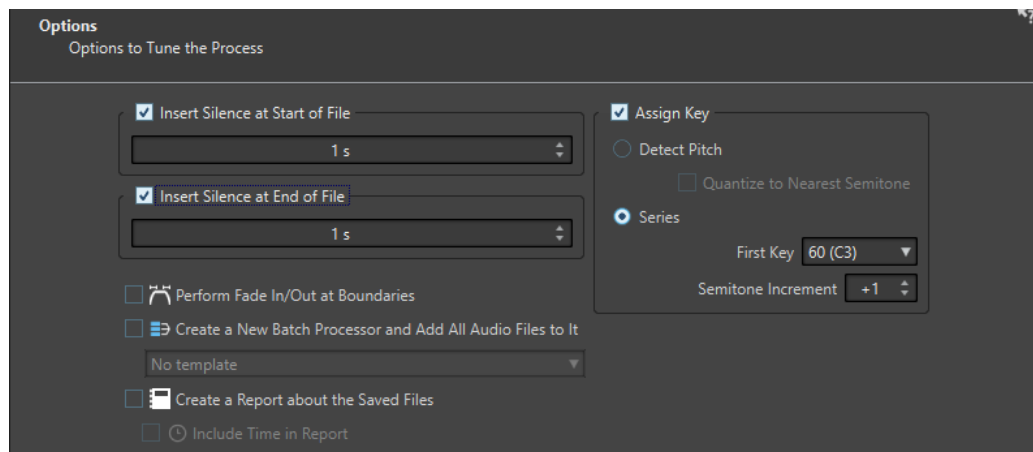 Options
Options to Tune the Process
Insert Silence at Start of File
1 s
Insert Silence at End of File
1 s
Perform Fade In/Out at Boundaries
Create a New Batch Processor and Add All Audio Files to It
No template
Create a Report about the Saved Files
Include Time in Report
Assign Key
Detect Pitch
Quantize to Nearest Semitone
Series
First Key 60 (C3)
Semitone Increment +1